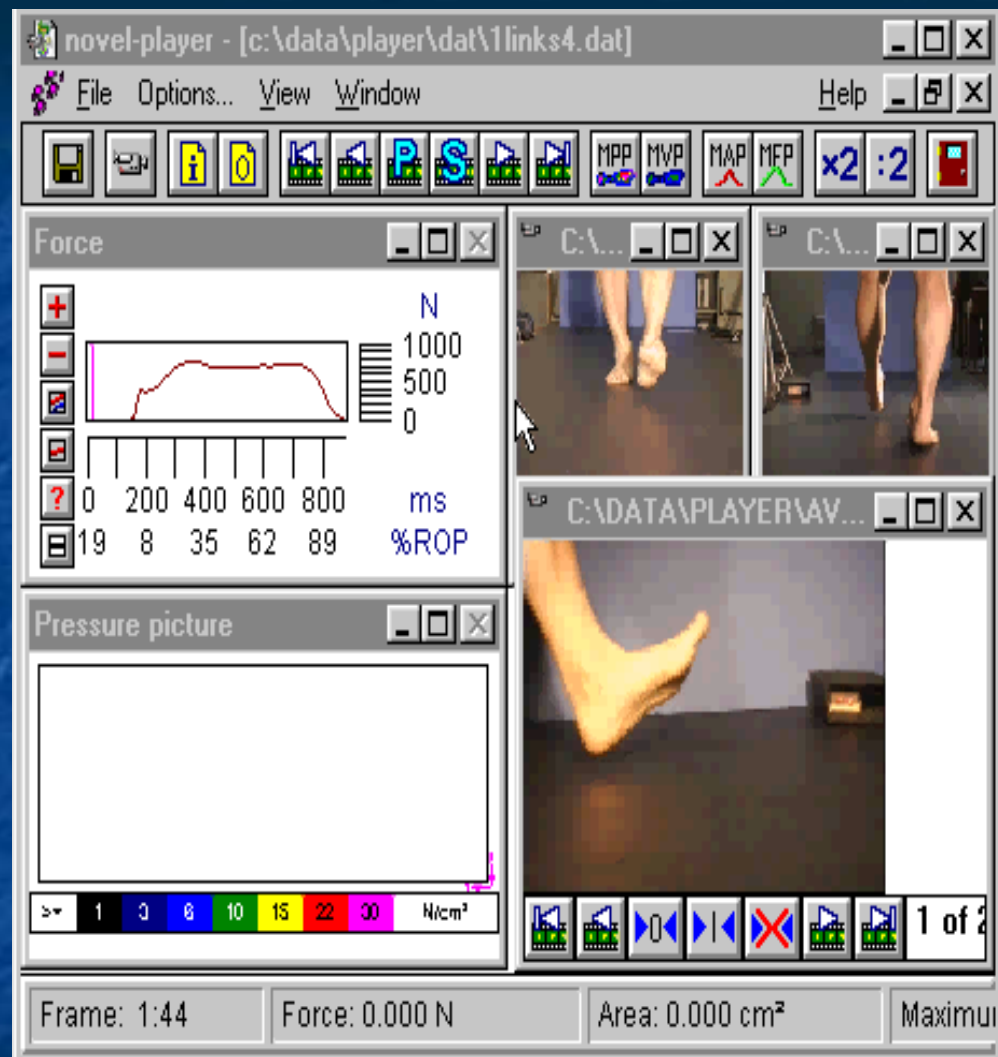 novel-player - [c:\data\player\dat\1links4.dat]
File Options... View Window Help
i O P S MPP MVP MAP MFP x2 :2
Force
C:\...
C:\...
N
1000
500
0
0 200 400 600 800 ms
19 8 35 62 89 %ROP
?
C:\DATA\PLAYER\AV...
Pressure picture
>= 1 3 6 10 15 22 30 N/cm²
0 1 of 2
Frame: 1:44 Force: 0.000 N Area: 0.000 cm² Maximu